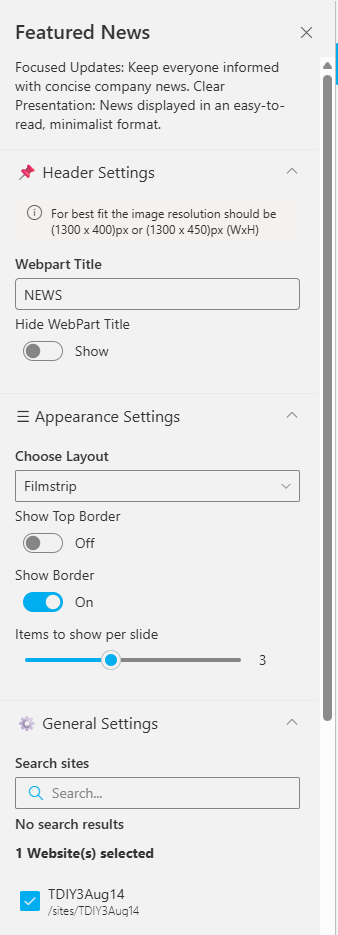 Featured News
Focused Updates: Keep everyone informed
with concise company news. Clear
Presentation: News displayed in an easy-to-
read, minimalist format.
Header Settings
For best fit the image resolution should be
(1300 x 400)px or (1300 x 450)px (WxH)
Webpart Title
NEWS
Hide WebPart Title
Show
Appearance Settings
Choose Layout
Filmstrip
Show Top Border
Off
Show Border
On
Items to show per slide
3
General Settings
Search sites
Search...
No search results
1 Website(s) selected
TDIY3Aug14
/sites/TDIY3Aug14